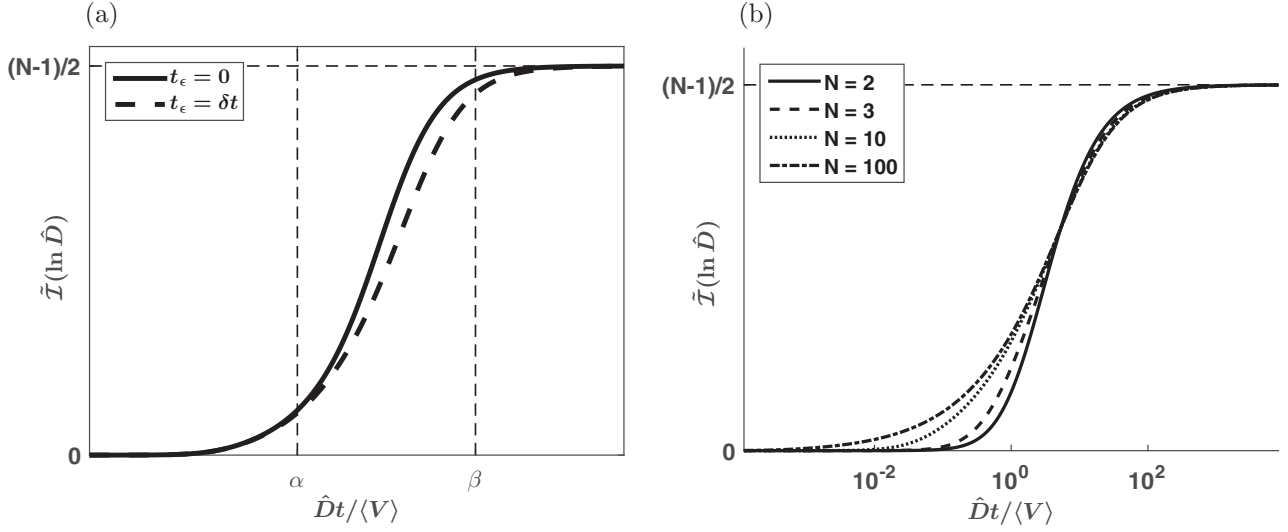 (a)
(N-1)/2
t_ϵ = 0
t_ϵ = δt
Ĩ(ln D̂)
0
α
β
D̂t/⟨V⟩
(b)
(N-1)/2
N = 2
N = 3
N = 10
N = 100
Ĩ(ln D̂)
0
10^-2
10^0
10^2
D̂t/⟨V⟩